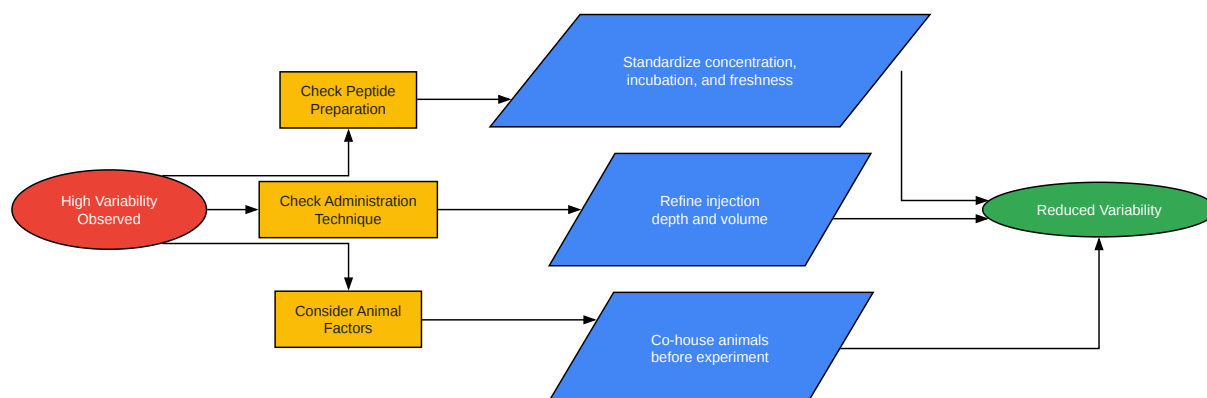 Standardize concentration,
incubation, and freshness
Check Peptide
Preparation
High Variability
Observed
Check Administration
Technique
Refine injection
depth and volume
Reduced Variability
Consider Animal
Factors
Co-house animals
before experiment